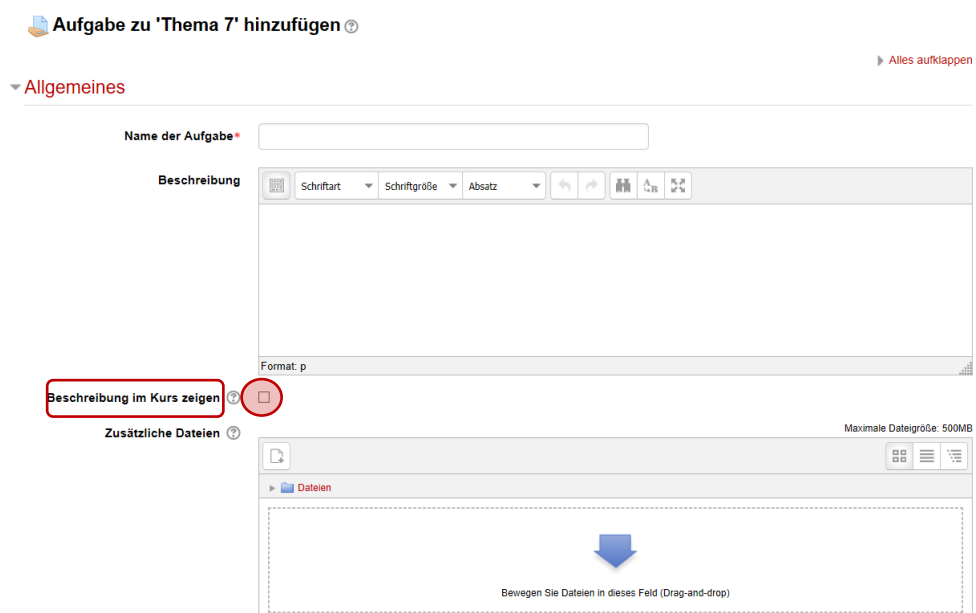 Aufgabe zu 'Thema 7' hinzufügen
Alles aufklappen
Allgemeines
Name der Aufgabe*
Beschreibung
Schriftart Schriftgröße Absatz
Format: p
Beschreibung im Kurs zeigen
Zusätzliche Dateien
Maximale Dateigröße: 500MB
Dateien
Bewegen Sie Dateien in dieses Feld (Drag-and-drop)